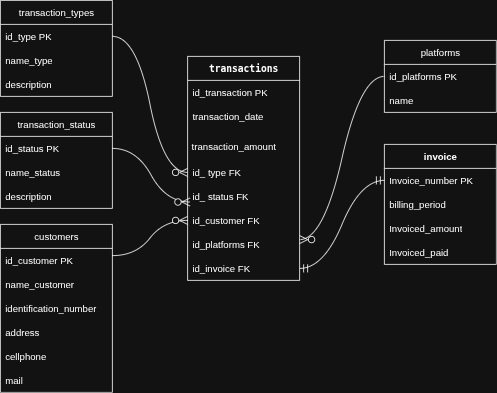 transaction_types
id_type PK
name_type
description
transaction_status
id_status PK
name_status
description
customers
id_customer PK
name_customer
identification_number
address
cellphone
mail
transactions
id_transaction PK
transaction_date
transaction_amount
id_type FK
id_ status FK
id_customer FK
id_platforms FK
id_invoice FK
platforms
id_platforms PK
name
invoice
Invoice_number PK
billing_period
Invoiced_amount
Invoiced_paid